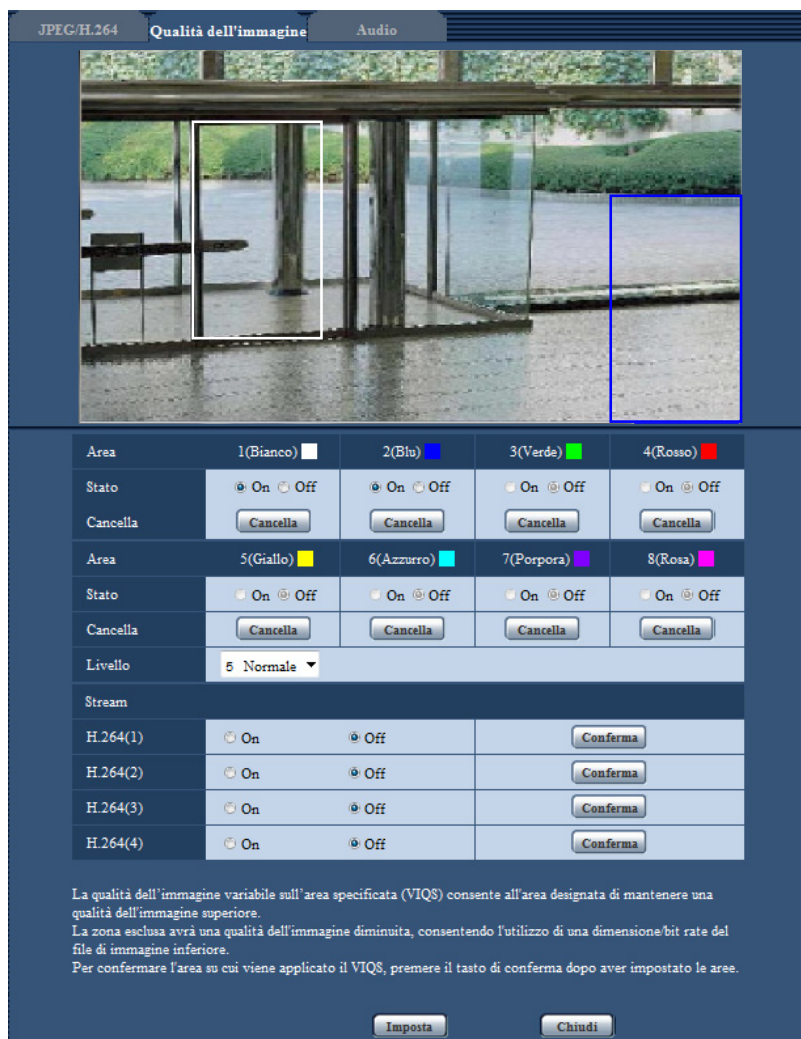 JPEG/H.264 Qualità dell'immagine Audio
Area 1(Bianco) 2(Blu) 3(Verde) 4(Rosso)
Stato On Off On Off On Off On Off
Cancella Cancella Cancella Cancella Cancella
Area 5(Giallo) 6(Azzurro) 7(Porpora) 8(Rosa)
Stato On Off On Off On Off On Off
Cancella Cancella Cancella Cancella Cancella
Livello 5 Normale
Stream
H.264(1) On Off Conferma
H.264(2) On Off Conferma
H.264(3) On Off Conferma
H.264(4) On Off Conferma
La qualità dell'immagine variabile sull'area specificata (VIQS) consente all'area designata di mantenere una
qualità dell'immagine superiore.
La zona esclusa avrà una qualità dell'immagine diminuita, consentendo l'utilizzo di una dimensione/bit rate del
file di immagine inferiore.
Per confermare l'area su cui viene applicato il VIQS, premere il tasto di conferma dopo aver impostato le aree.
Imposta Chiudi